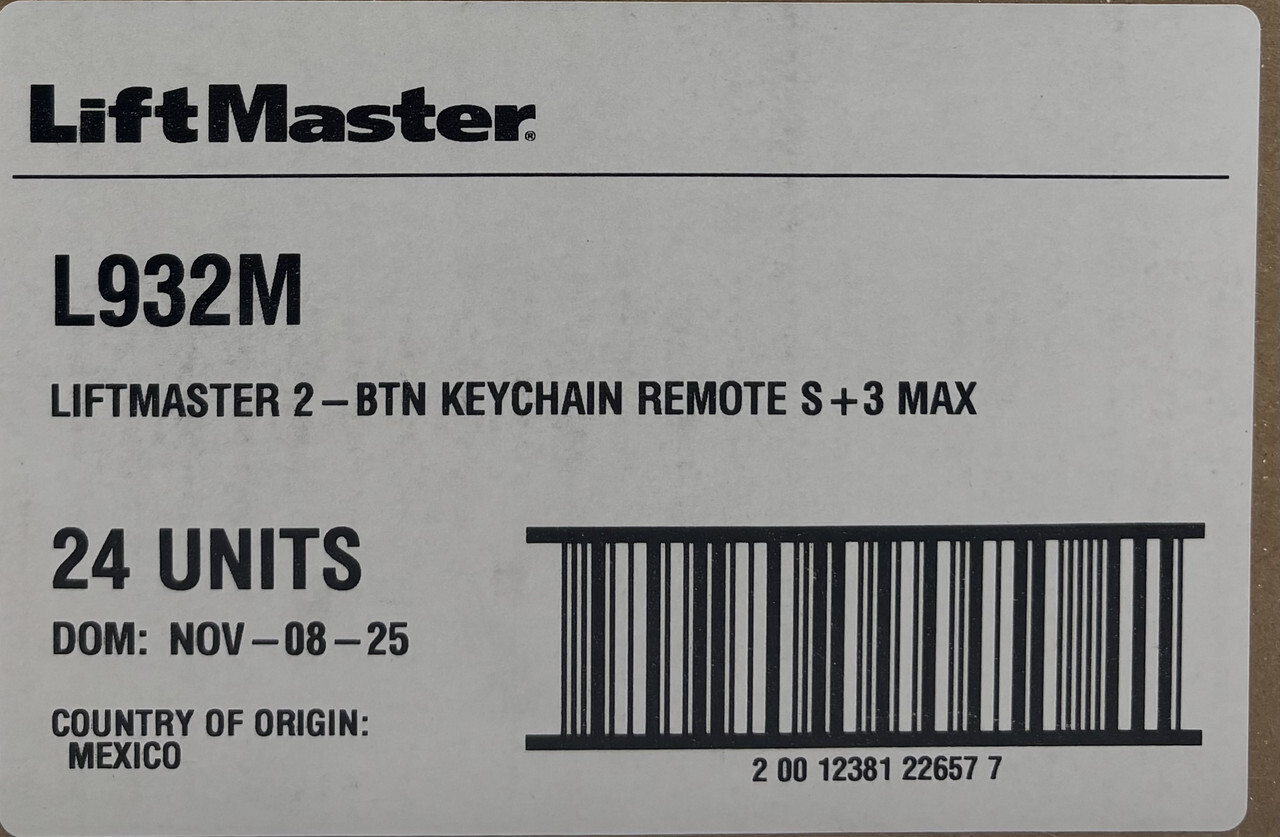 LiftMaster®
L932M
LIFTMASTER 2-BTN KEYCHAIN REMOTE S+3 MAX
24 UNITS
DOM: NOV-08-25
COUNTRY OF ORIGIN:
MEXICO
2 00 12381 22657 7